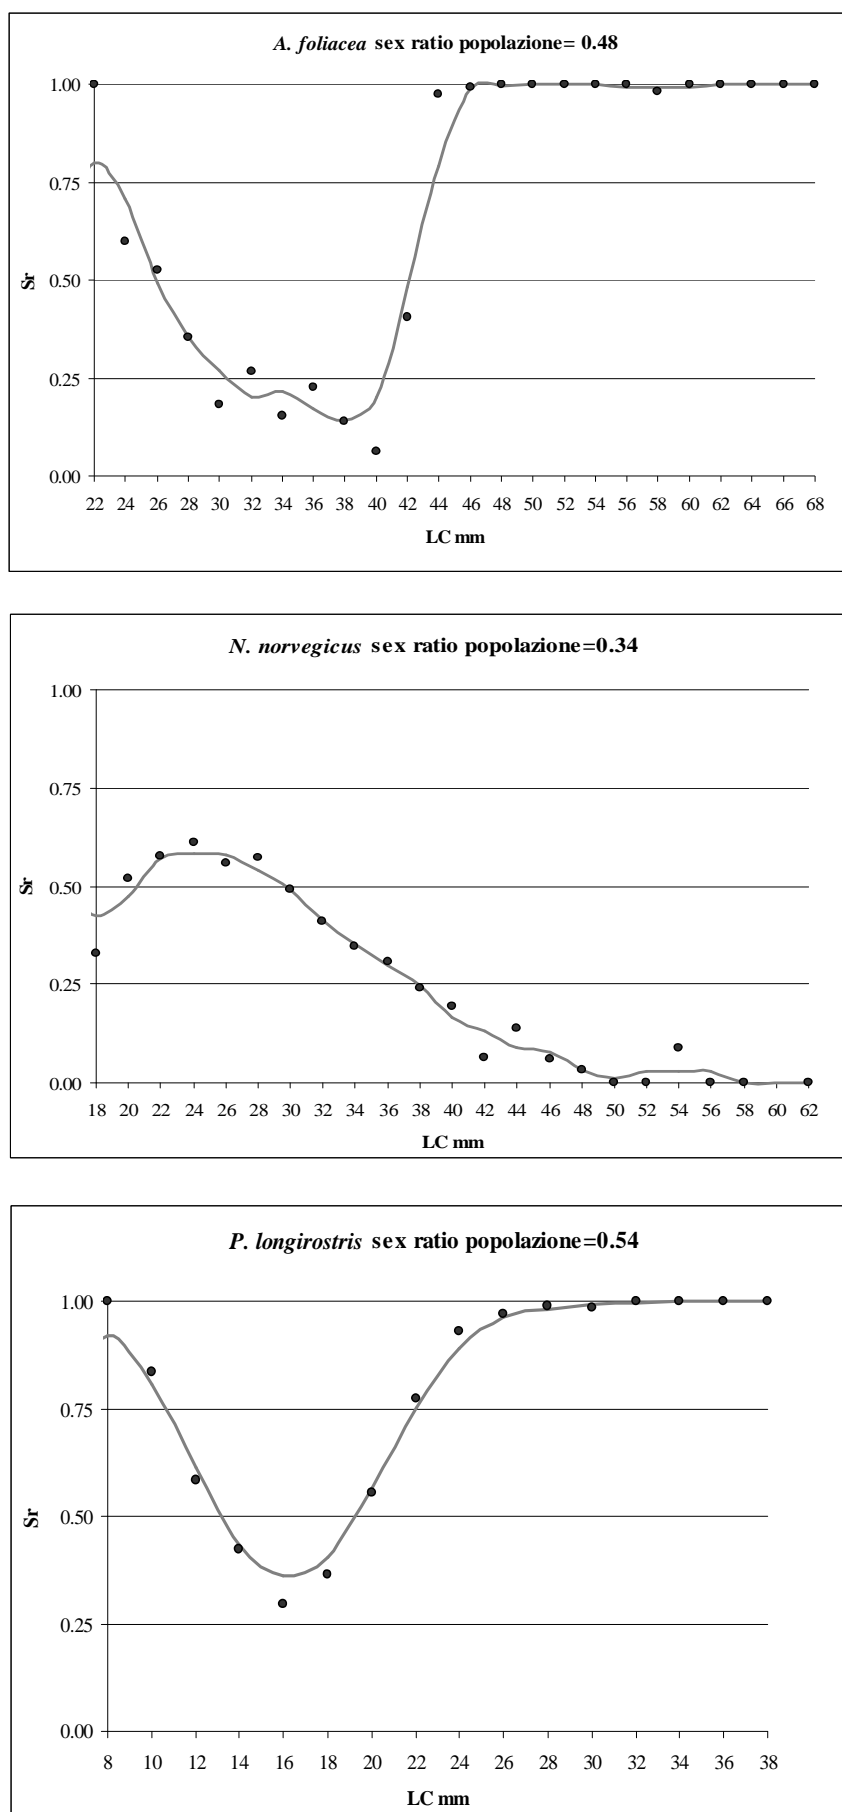 A. foliacea sex ratio popolazione= 0.48
1.00
0.75
0.50
0.25
0.00
Sr
22 24 26 28 30 32 34 36 38 40 42 44 46 48 50 52 54 56 58 60 62 64 66 68
LC mm
N. norvegicus sex ratio popolazione=0.34
1.00
0.75
0.50
0.25
0.00
Sr
18 20 22 24 26 28 30 32 34 36 38 40 42 44 46 48 50 52 54 56 58 60 62
LC mm
P. longirostris sex ratio popolazione=0.54
1.00
0.75
0.50
0.25
0.00
Sr
8 10 12 14 16 18 20 22 24 26 28 30 32 34 36 38
LC mm